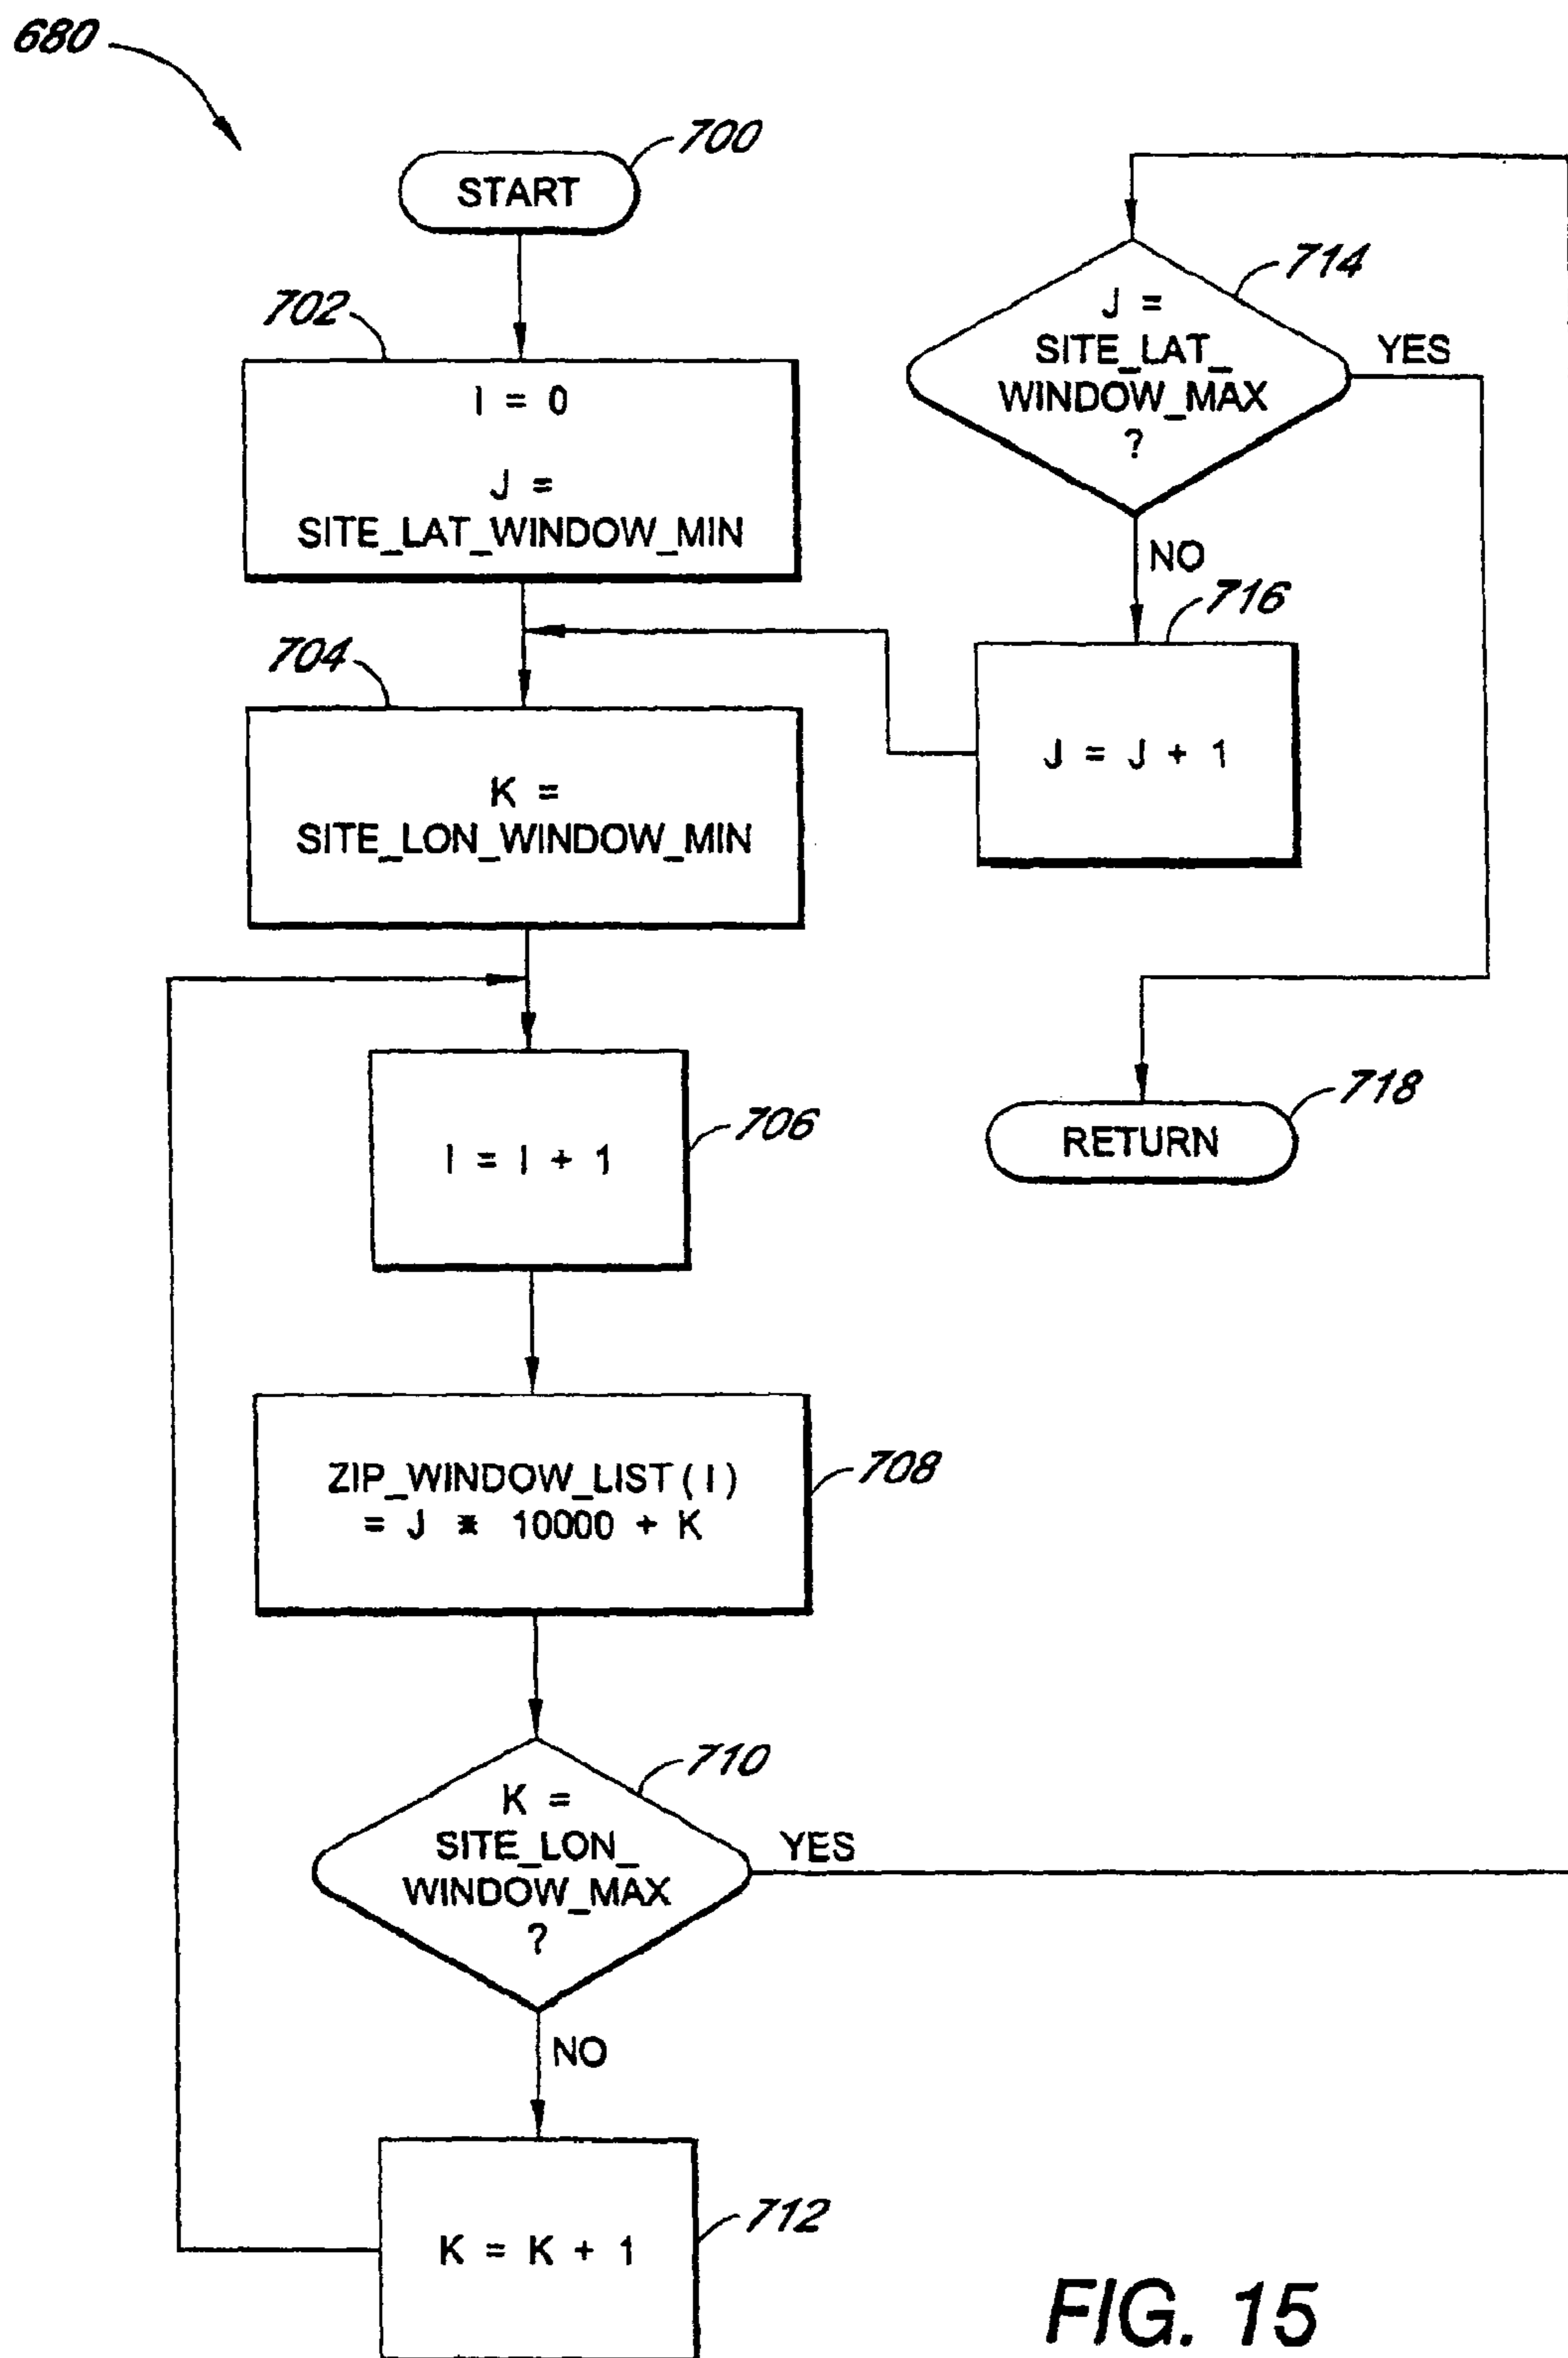 680
700
START
702
I = 0
J =
SITE_LAT_WINDOW_MIN
704
K =
SITE_LON_WINDOW_MIN
706
I = I + 1
708
ZIP_WINDOW_LIST ( I )
= J * 10000 + K
710
K =
SITE_LON_
WINDOW_MAX
?
YES
NO
712
K = K + 1
714
J =
SITE_LAT_
WINDOW_MAX
?
YES
NO
716
J = J + 1
718
RETURN
FIG. 15